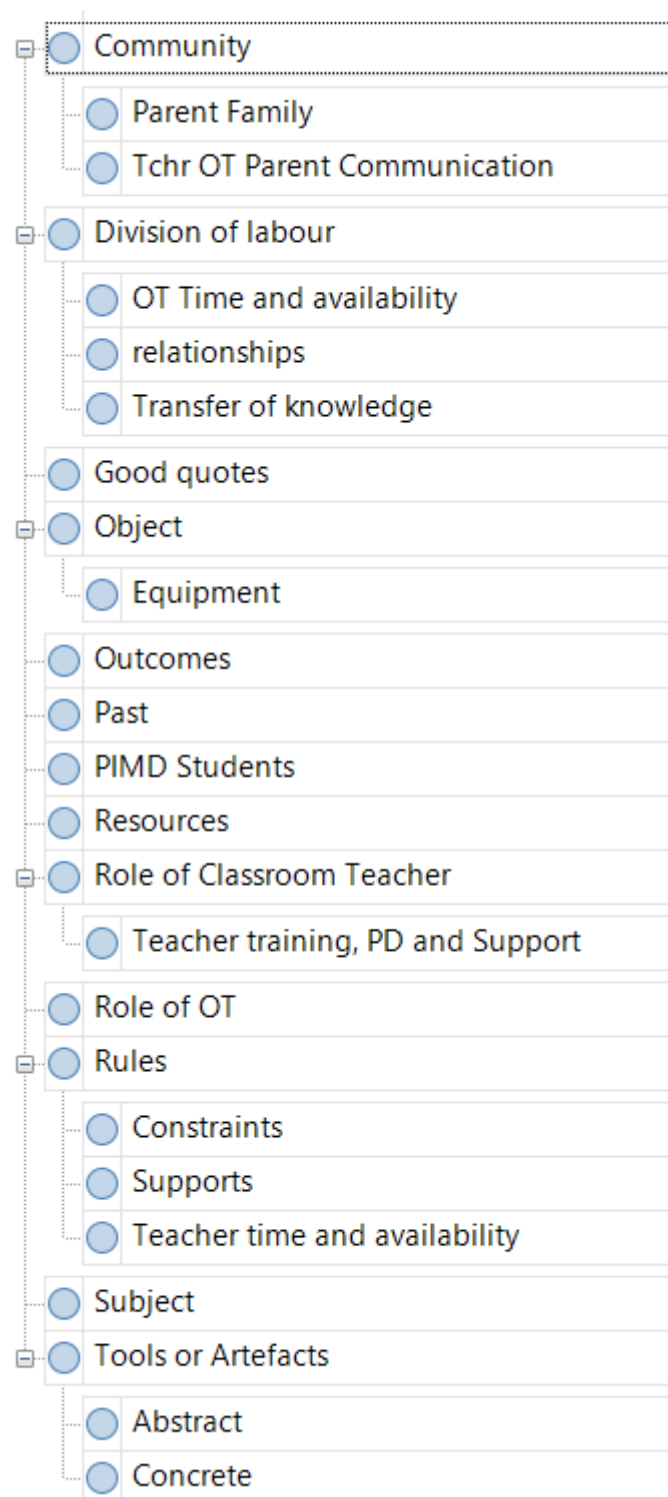 Community
Parent Family
Tchr OT Parent Communication
Division of labour
OT Time and availability
relationships
Transfer of knowledge
Good quotes
Object
Equipment
Outcomes
Past
PIMD Students
Resources
Role of Classroom Teacher
Teacher training, PD and Support
Role of OT
Rules
Constraints
Supports
Teacher time and availability
Subject
Tools or Artefacts
Abstract
Concrete